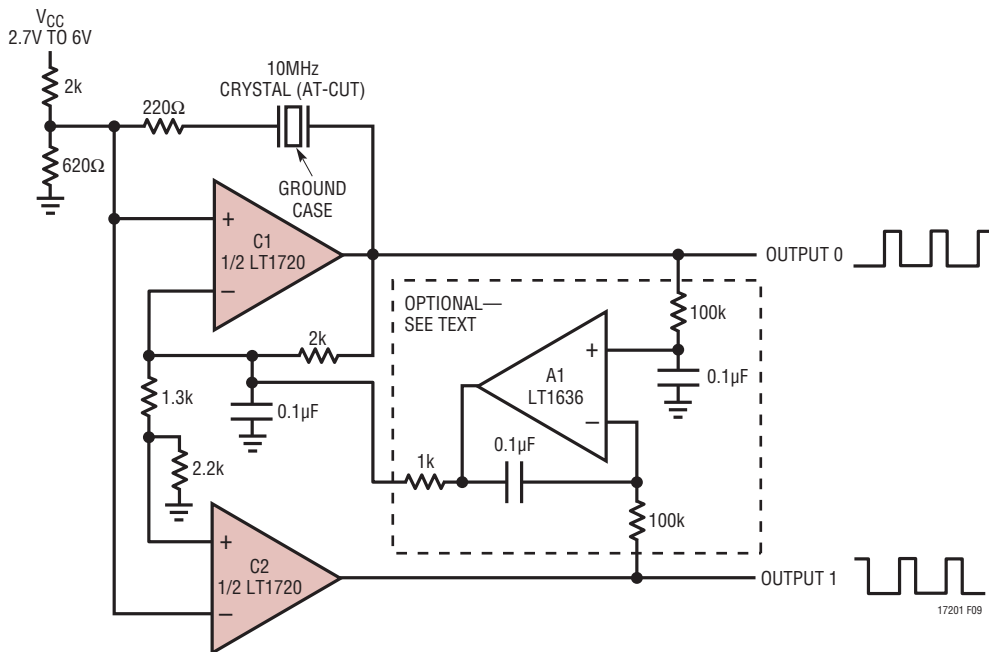 VCC
2.7V TO 6V
2k
620Ω
220Ω
10MHz
CRYSTAL (AT-CUT)
GROUND
CASE
+
C1
1/2 LT1720
–
OUTPUT 0
2k
1.3k
2.2k
0.1µF
OPTIONAL—
SEE TEXT
100k
0.1µF
+
A1
LT1636
–
0.1µF
1k
100k
+
C2
1/2 LT1720
–
OUTPUT 1
17201 F09